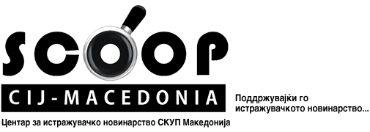 SCOOP
CIJ-MACEDONIA
Поддржувајќи го
истражувачкото новинарство...
Центар за истражувачко новинарство СКУП Македонија